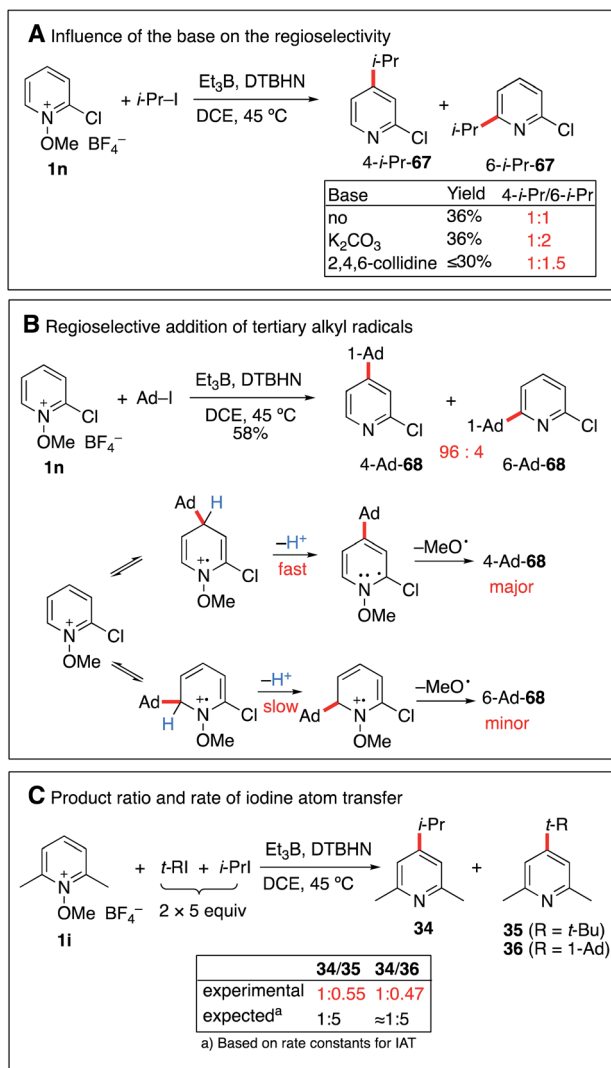 A Influence of the base on the regioselectivity
N+
Cl
OMe BF4−
1n
+ i-Pr–I
Et3B, DTBHN
DCE, 45 ºC
i-Pr
N
Cl
4-i-Pr-67
+
i-Pr
N
Cl
6-i-Pr-67
Base Yield 4-i-Pr/6-i-Pr
no 36% 1:1
K2CO3 36% 1:2
2,4,6-collidine ≤30% 1:1.5
B Regioselective addition of tertiary alkyl radicals
N+
Cl
OMe BF4−
1n
+ Ad–I
Et3B, DTBHN
DCE, 45 ºC
58%
1-Ad
N
Cl
4-Ad-68
+
96 : 4
1-Ad
N
Cl
6-Ad-68
N+
Cl
OMe
Ad
H
+•
N
Cl
OMe
–H+
fast
Ad
N
Cl
OMe
–MeO•
4-Ad-68
major
Ad
H
+•
N
Cl
OMe
–H+
slow
Ad
+•
N
Cl
OMe
–MeO•
6-Ad-68
minor
C Product ratio and rate of iodine atom transfer
N+
OMe BF4−
1i
+ t-RI + i-PrI
2 × 5 equiv
Et3B, DTBHN
DCE, 45 ºC
i-Pr
N
34
+
t-R
N
35 (R = t-Bu)
36 (R = 1-Ad)
34/35 34/36
experimental 1:0.55 1:0.47
expecteda 1:5 ≈1:5
a) Based on rate constants for IAT